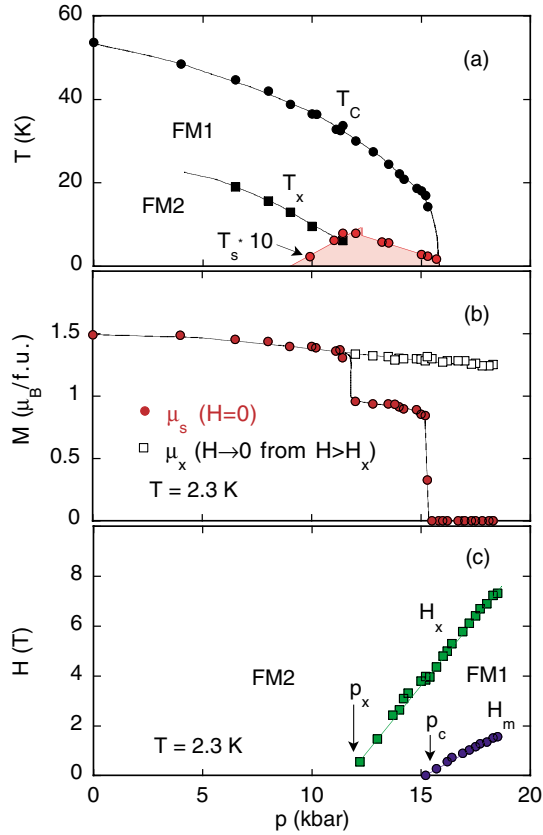 60
40
20
0
T (K)
(a)
T_C
FM1
T_x
FM2
T_s * 10
1.5
1
0.5
0
M (μ_B/f.u.)
(b)
μ_s (H=0)
μ_x (H→0 from H>H_x)
T = 2.3 K
8
6
4
2
0
H (T)
(c)
H_x
FM2
FM1
p_x
p_c
H_m
T = 2.3 K
0 5 10 15 20
p (kbar)